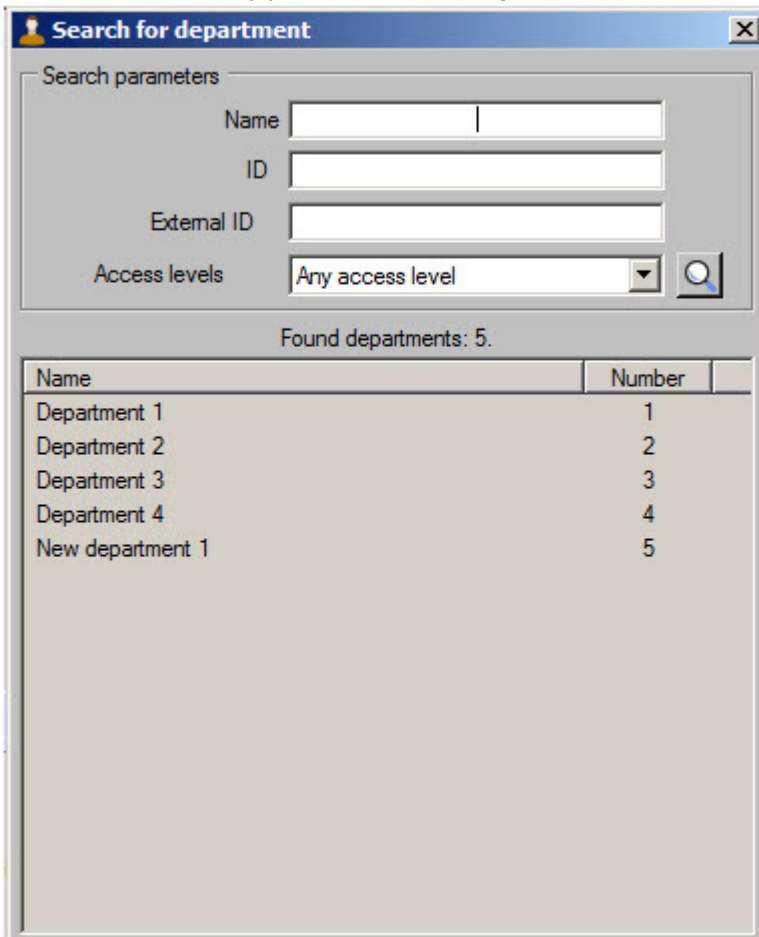 Search for department
Search parameters
Name
ID
External ID
Access levels Any access level
Found departments: 5.
Name Number
Department 1 1
Department 2 2
Department 3 3
Department 4 4
New department 1 5